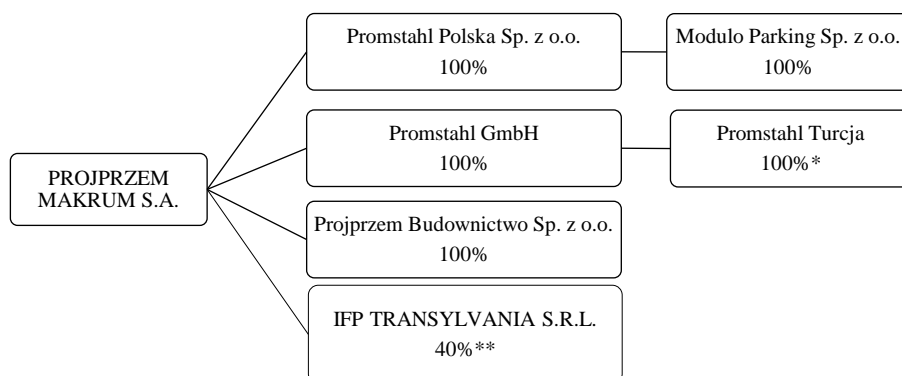 Promstahl Polska Sp. z o.o.
100%
Modulo Parking Sp. z o.o.
100%
Promstahl GmbH
100%
Promstahl Turcja
100%*
PROJPRZEM
MAKRUM S.A.
Projprzem Budownictwo Sp. z o.o.
100%
IFP TRANSYLVANIA S.R.L.
40%**